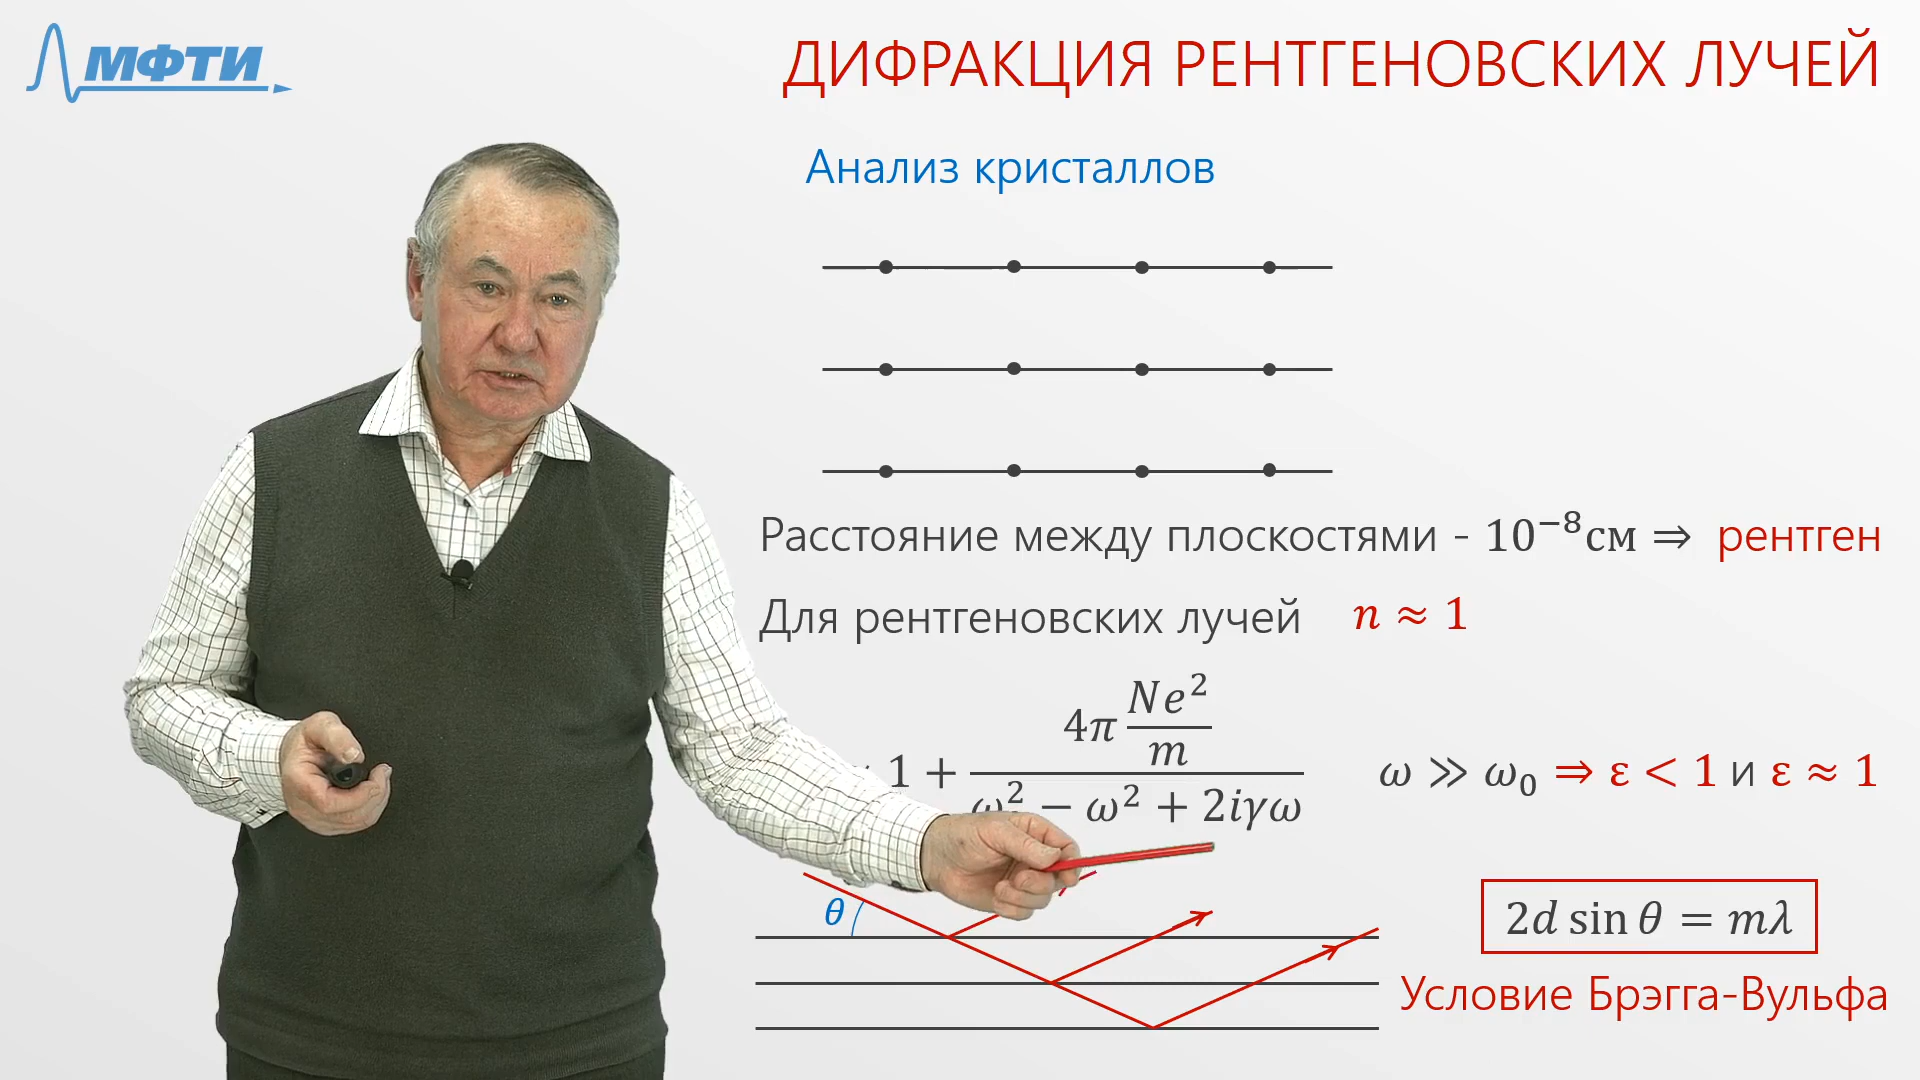 МФТИ
ДИФРАКЦИЯ РЕНТГЕНОВСКИХ ЛУЧЕЙ
Анализ кристаллов
Расстояние между плоскостями - 10⁻⁸см ⇒ рентген
Для рентгеновских лучей n ≈ 1
1 + (4π Ne²/m)/(ω₀² − ω² + 2iγω) ω ≫ ω₀ ⇒ ε < 1 и ε ≈ 1
θ
2d sin θ = mλ
Условие Брэгга-Вульфа